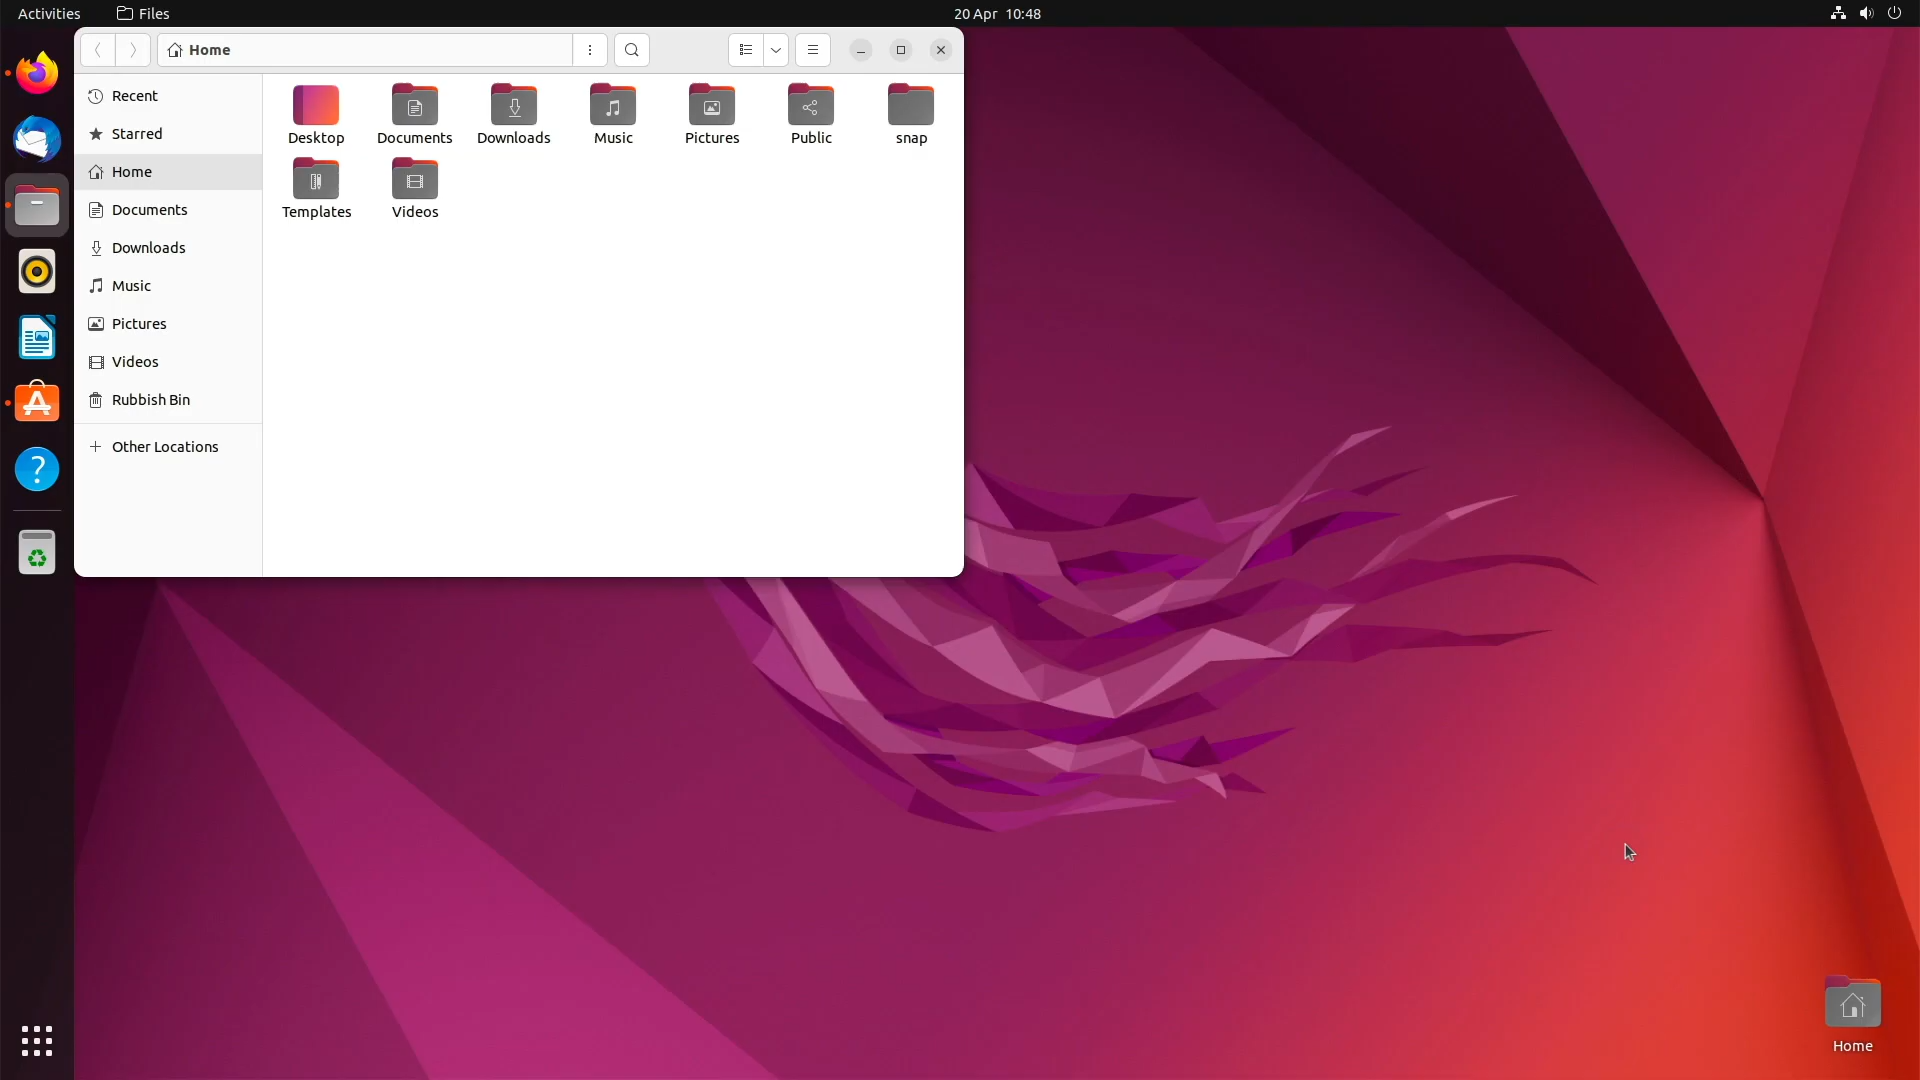 Activities Files 20 Apr 10:48
Home
Recent
Starred
Home
Documents
Downloads
Music
Pictures
Videos
Rubbish Bin
Other Locations
Desktop Documents Downloads Music Pictures Public snap
Templates Videos
Home